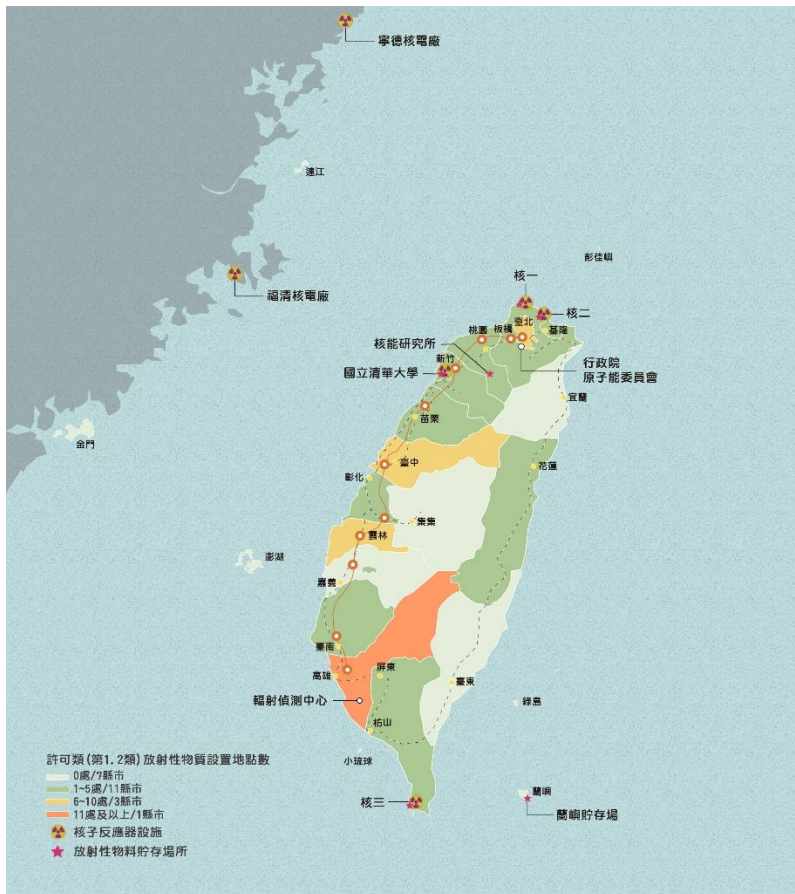 寧德核電廠
連江
彭佳嶼
核一
福清核電廠
核二
臺北
桃園
板橋
基隆
核能研究所
新竹
行政院
原子能委員會
國立清華大學
宜蘭
苗栗
金門
臺中
花蓮
彰化
集集
雲林
澎湖
嘉義
臺南
屏東
高雄
臺東
輻射偵測中心
綠島
枋山
小琉球
許可類(第1.2類)放射性物質設置地點數
0處/7縣市
1~5處/11縣市
6~10處/3縣市
11處及以上/1縣市
核子反應器設施
放射性物料貯存場所
核三
蘭嶼
蘭嶼貯存場